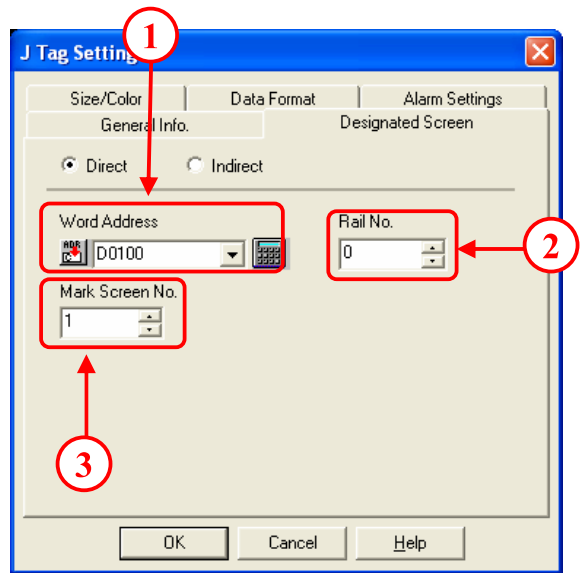 1
J Tag Setting
Size/Color
Data Format
Alarm Settings
General Info.
Designated Screen
Direct
Indirect
Word Address
Rail No.
ADR
D0100
0
2
Mark Screen No.
1
3
OK
Cancel
Help